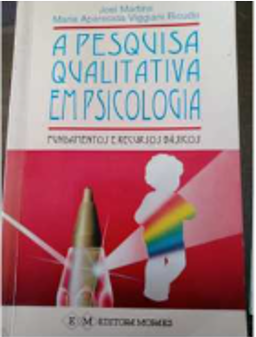 Joel Martins
Maria Aparecida Viggiani Bicudo
A PESQUISA
QUALITATIVA
EM PSICOLOGIA
FUNDAMENTOS E RECURSOS BÁSICOS
E M EDITORA MORAES